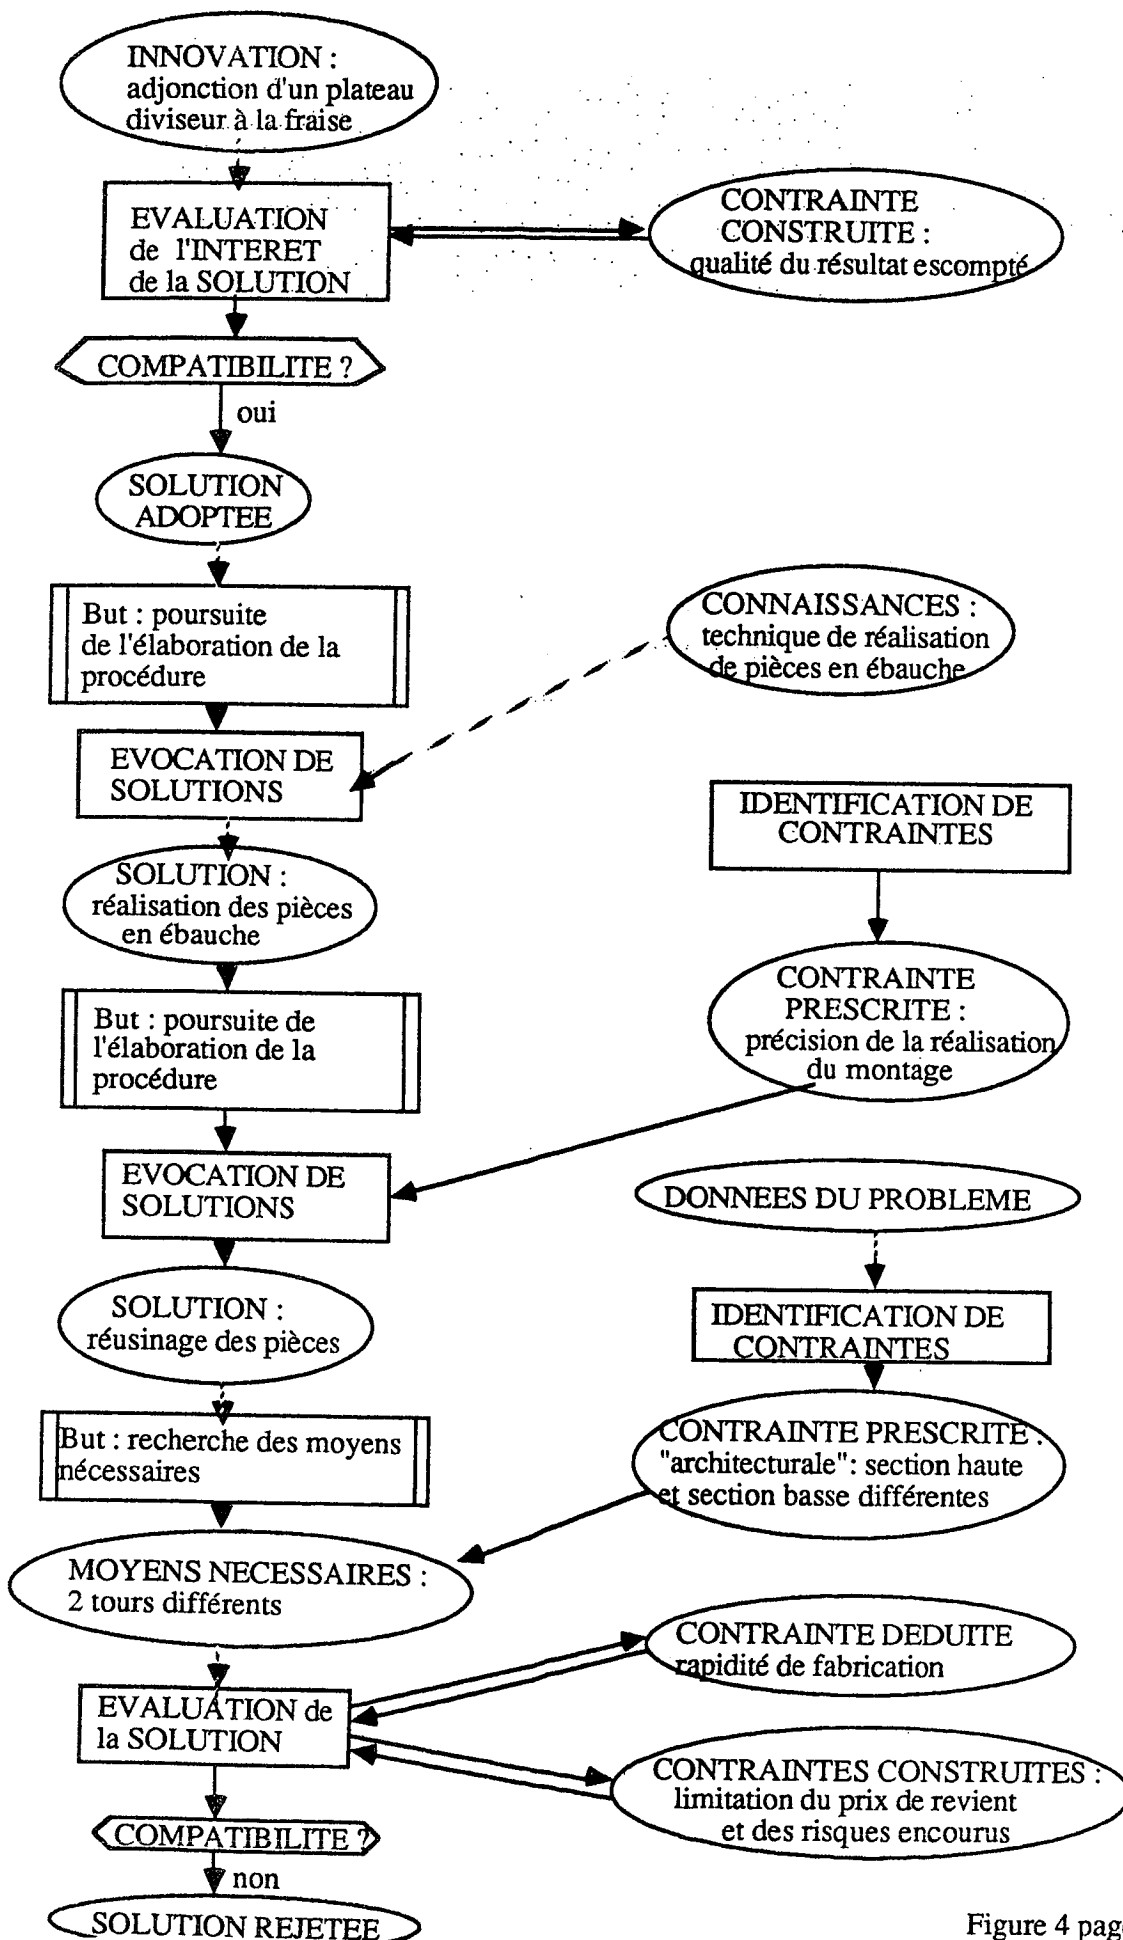 INNOVATION :
adjonction d'un plateau
diviseur à la fraise
EVALUATION
de l'INTERET
de la SOLUTION
CONTRAINTE
CONSTRUITE :
qualité du résultat escompté
COMPATIBILITE ?
oui
SOLUTION
ADOPTEE
But : poursuite
de l'élaboration de la
procédure
CONNAISSANCES :
technique de réalisation
de pièces en ébauche
EVOCATION DE
SOLUTIONS
IDENTIFICATION DE
CONTRAINTES
SOLUTION :
réalisation des pièces
en ébauche
CONTRAINTE
PRESCRITE :
précision de la réalisation
du montage
But : poursuite de
l'élaboration de la
procédure
EVOCATION DE
SOLUTIONS
DONNEES DU PROBLEME
SOLUTION :
réusinage des pièces
IDENTIFICATION DE
CONTRAINTES
But : recherche des moyens
nécessaires
CONTRAINTE PRESCRITE :
"architecturale": section haute
et section basse différentes
MOYENS NECESSAIRES :
2 tours différents
CONTRAINTE DEDUITE
rapidité de fabrication
EVALUATION de
la SOLUTION
CONTRAINTES CONSTRUITES :
limitation du prix de revient
et des risques encourus
COMPATIBILITE ?
non
SOLUTION REJETEE
Figure 4 page